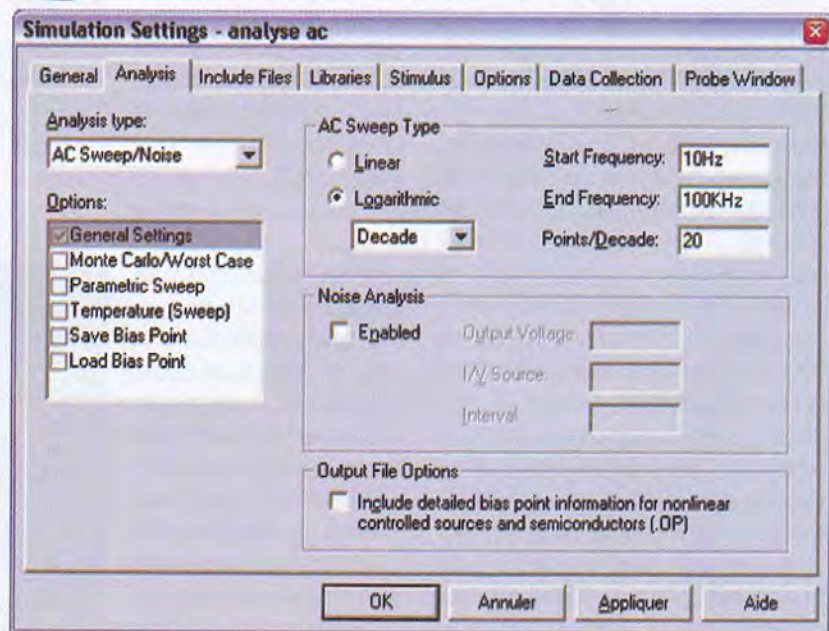 Simulation Settings - analyse ac
General Analysis Include Files Libraries Stimulus Options Data Collection Probe Window
Analysis type:
AC Sweep/Noise
Options:
General Settings
Monte Carlo/Worst Case
Parametric Sweep
Temperature (Sweep)
Save Bias Point
Load Bias Point
AC Sweep Type
Linear
Logarithmic
Decade
Start Frequency: 10Hz
End Frequency: 100KHz
Points/Decade: 20
Noise Analysis
Enabled
Output Voltage
I/V Source:
Interval
Output File Options
Include detailed bias point information for nonlinear
controlled sources and semiconductors (.OP)
OK Annuler Appliquer Aide